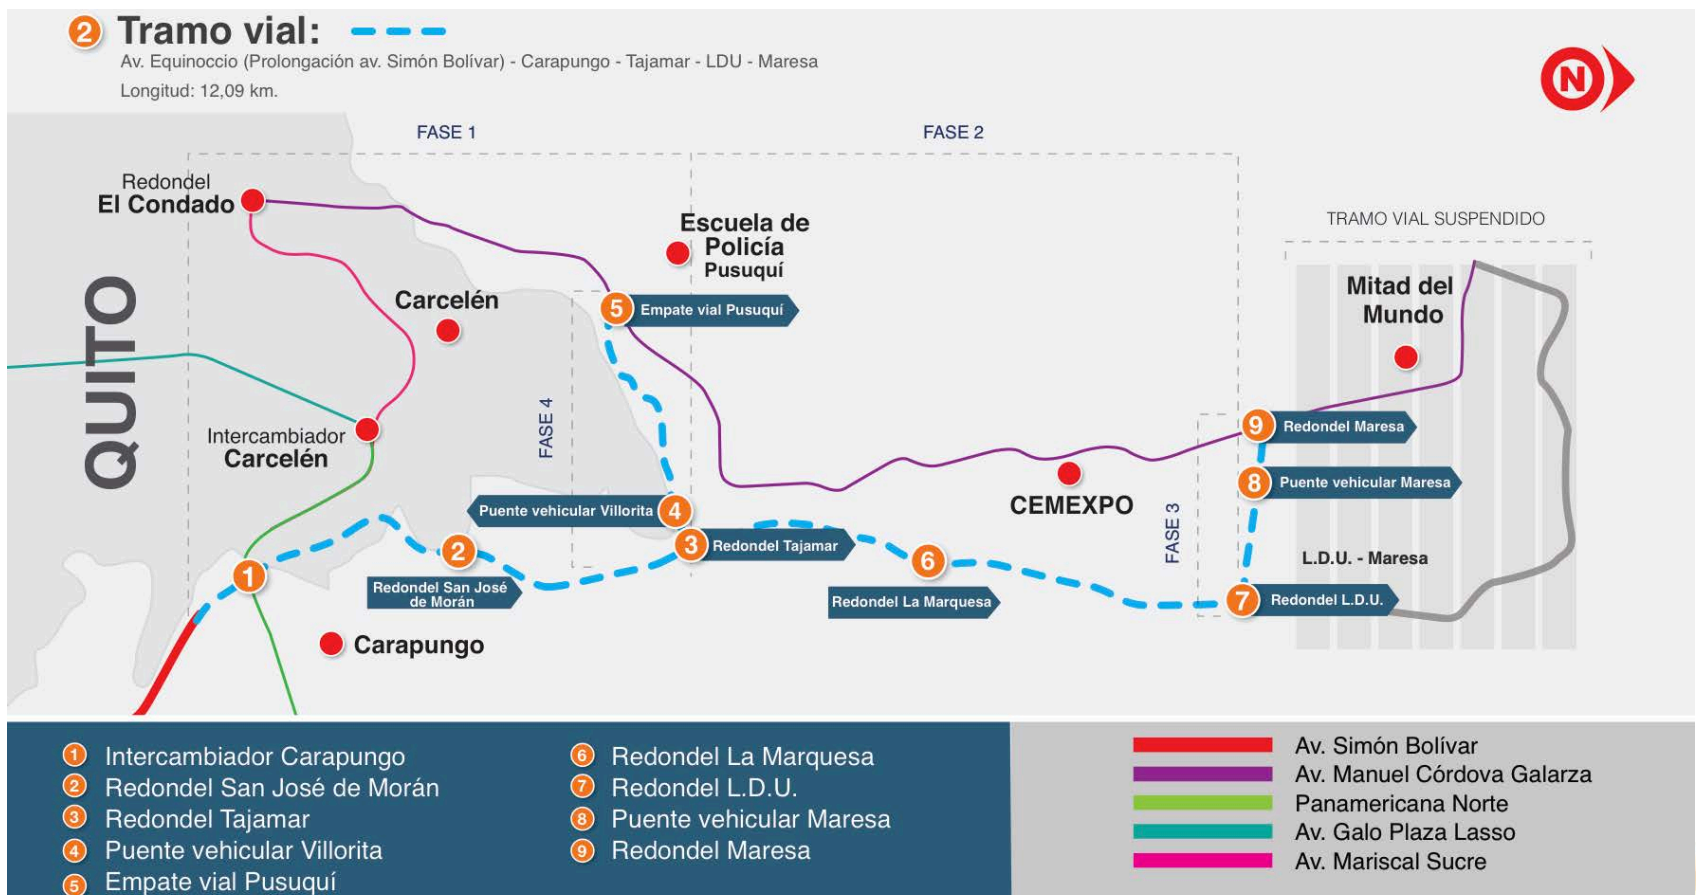 2 Tramo vial:
Av. Equinoccio (Prolongación av. Simón Bolívar) - Carapungo - Tajamar - LDU - Maresa
Longitud: 12,09 km.
N
FASE 1
FASE 2
Redondel
El Condado
Escuela de
Policía
Pusuquí
TRAMO VIAL SUSPENDIDO
QUITO
Carcelén
Mitad del
Mundo
5 Empate vial Pusuquí
FASE 4
Intercambiador
Carcelén
9 Redondel Maresa
8 Puente vehicular Maresa
CEMEXPO
Puente vehicular Villorita 4
FASE 3
3 Redondel Tajamar
2
Redondel San José
de Morán
1
6
Redondel La Marquesa
L.D.U. - Maresa
7 Redondel L.D.U.
Carapungo
1 Intercambiador Carapungo
2 Redondel San José de Morán
3 Redondel Tajamar
4 Puente vehicular Villorita
5 Empate vial Pusuquí
6 Redondel La Marquesa
7 Redondel L.D.U.
8 Puente vehicular Maresa
9 Redondel Maresa
Av. Simón Bolívar
Av. Manuel Córdova Galarza
Panamericana Norte
Av. Galo Plaza Lasso
Av. Mariscal Sucre